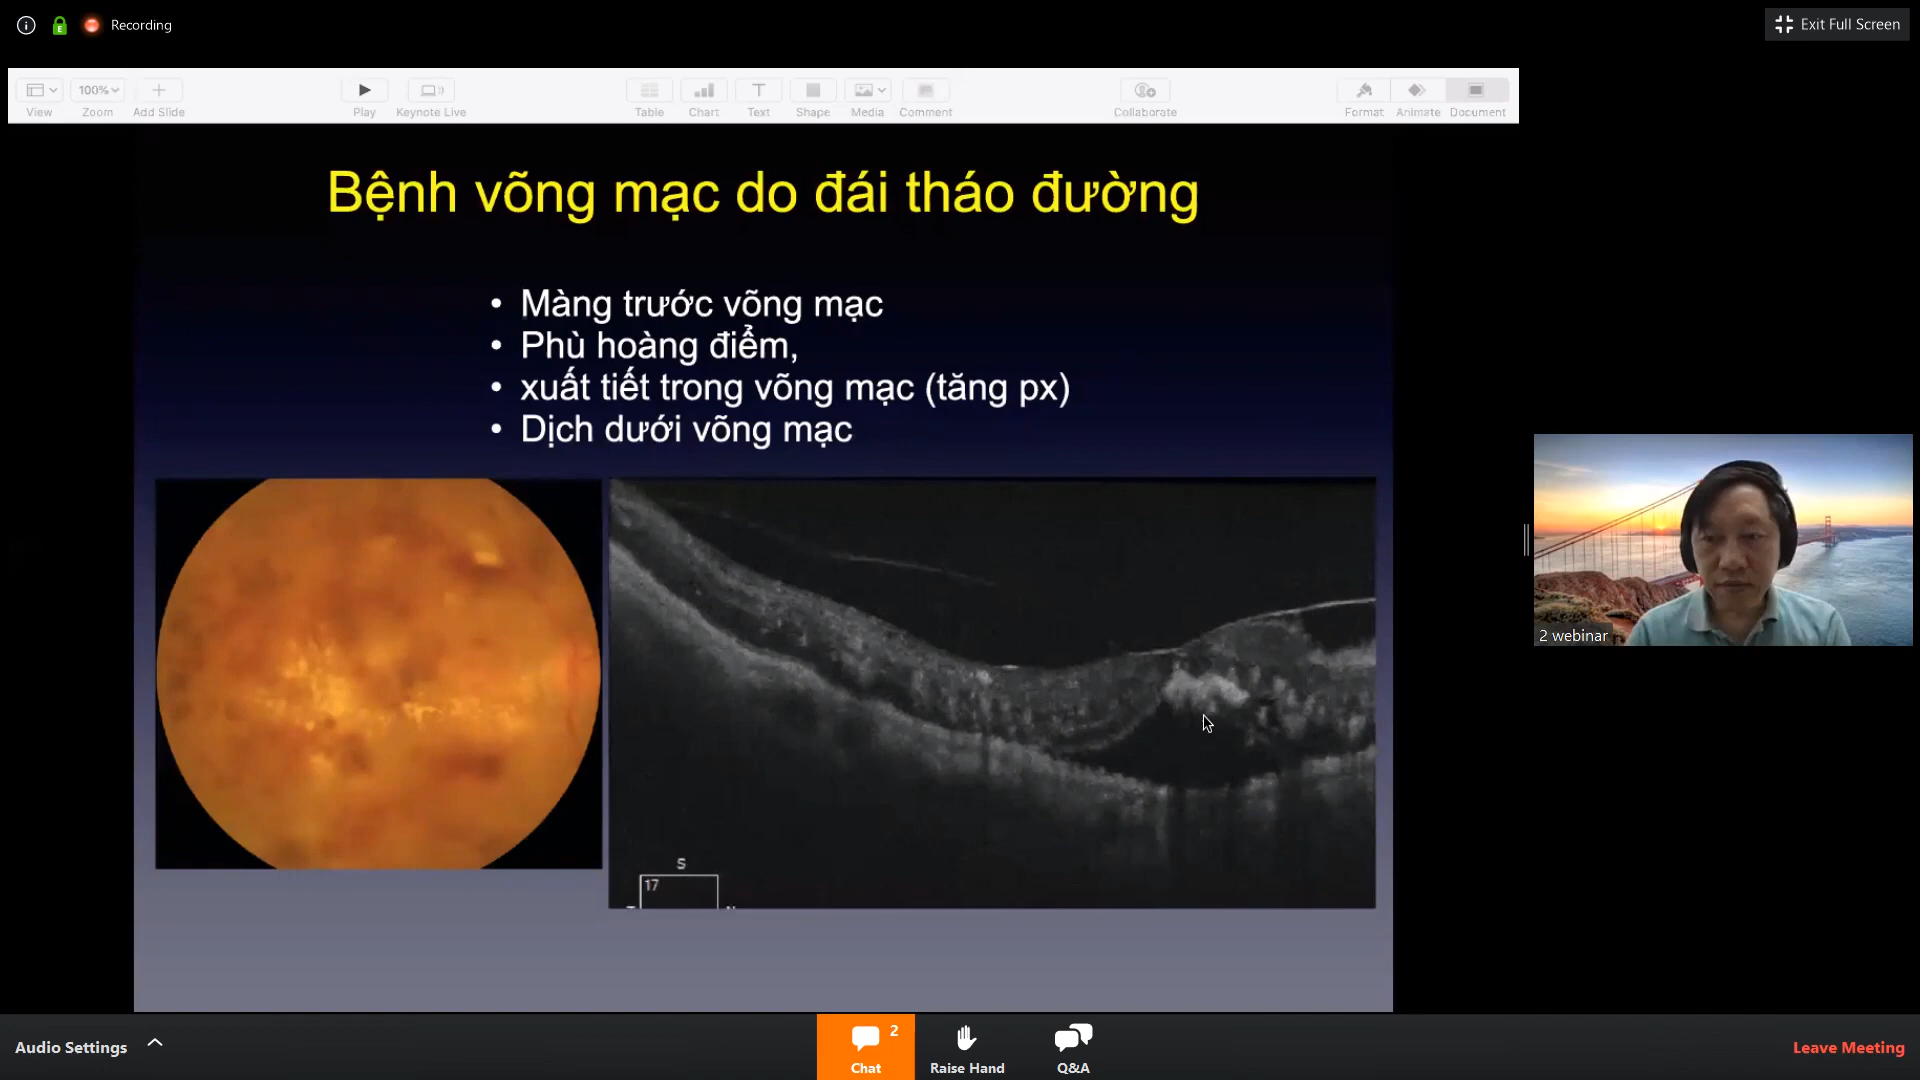 Recording
Exit Full Screen
100%
View
Zoom
Add Slide
Play
Keynote Live
Table
Chart
Text
Shape
Media
Comment
Collaborate
Format
Animate
Document
Bệnh võng mạc do đái tháo đường
• Màng trước võng mạc
• Phù hoàng điểm,
• xuất tiết trong võng mạc (tăng px)
• Dịch dưới võng mạc
S
17
2 webinar
Audio Settings
2
Chat
Raise Hand
Q&A
Leave Meeting